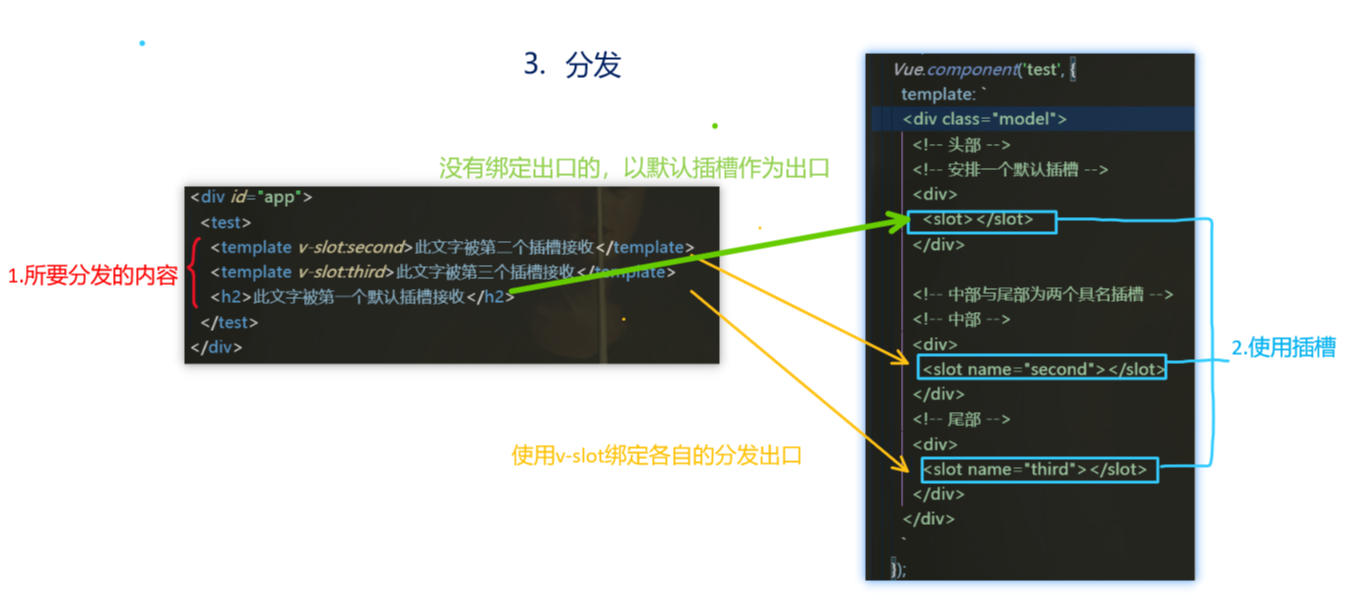 3. 分发
没有绑定出口的，以默认插槽作为出口
1.所要分发的内容
<div id="app">
<test>
<template v-slot:second>此文字被第二个插槽接收</template>
<template v-slot:third>此文字被第三个插槽接收</template>
<h2>此文字被第一个默认插槽接收</h2>
</test>
</div>
使用v-slot绑定各自的分发出口
Vue.component('test', {
template: `
<div class="model">
<!-- 头部 -->
<!-- 安排一个默认插槽 -->
<div>
<slot></slot>
</div>
<!-- 中部与尾部为两个具名插槽 -->
<!-- 中部 -->
<div>
<slot name="second"></slot>
</div>
<!-- 尾部 -->
<div>
<slot name="third"></slot>
</div>
</div>
`
});
2.使用插槽